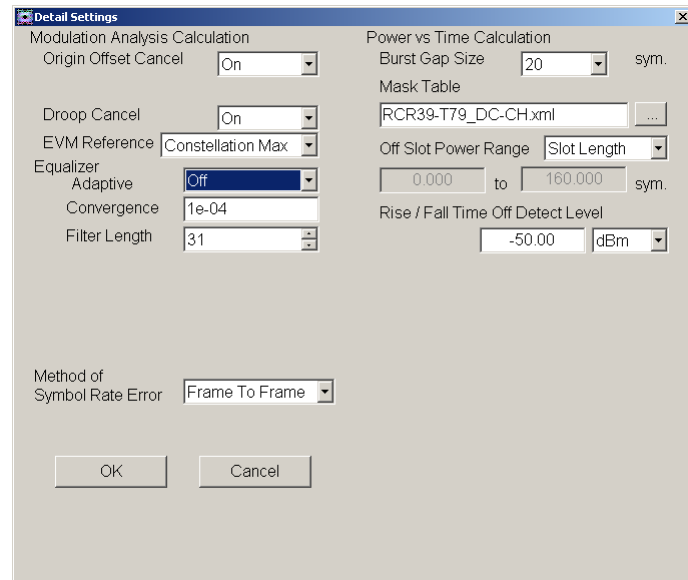 Detail Settings
Modulation Analysis Calculation
Origin Offset Cancel On
Droop Cancel On
EVM Reference Constellation Max
Equalizer
Adaptive Off
Convergence 1e-04
Filter Length 31
Method of
Symbol Rate Error Frame To Frame
OK Cancel
Power vs Time Calculation
Burst Gap Size 20 sym.
Mask Table
RCR39-T79_DC-CH.xml ...
Off Slot Power Range Slot Length
0.000 to 160.000 sym.
Rise / Fall Time Off Detect Level
-50.00 dBm